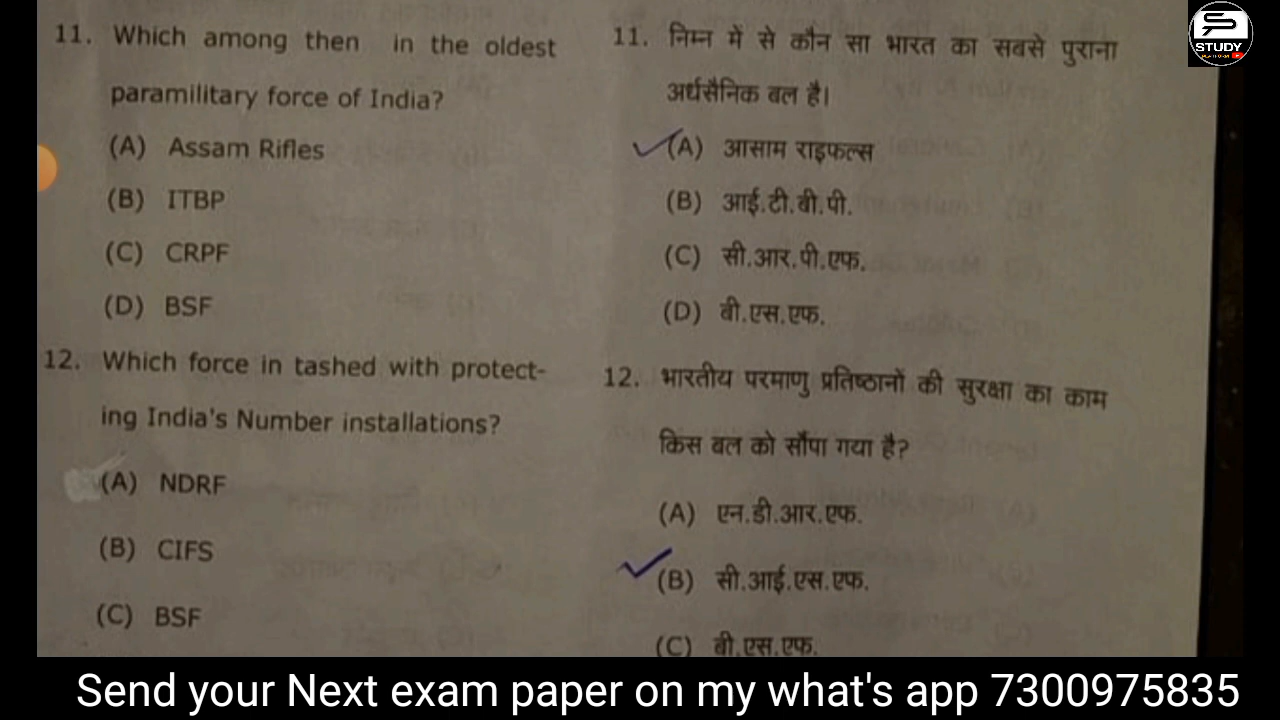 11. Which among then in the oldest
paramilitary force of India?
(A) Assam Rifles
(B) ITBP
(C) CRPF
(D) BSF
12. Which force in tashed with protect-
ing India's Number installations?
(A) NDRF
(B) CIFS
(C) BSF
11. निम्न में से कौन सा भारत का सबसे पुराना
अर्धसैनिक बल है।
(A) आसाम राइफल्स
(B) आई.टी.बी.पी.
(C) सी.आर.पी.एफ.
(D) बी.एस.एफ.
12. भारतीय परमाणु प्रतिष्ठानों की सुरक्षा का काम
किस बल को सौंपा गया है?
(A) एन.डी.आर.एफ.
(B) सी.आई.एस.एफ.
(C) बी.एस.एफ.
SP
STUDY
PLATFORM
Send your Next exam paper on my what's app 7300975835